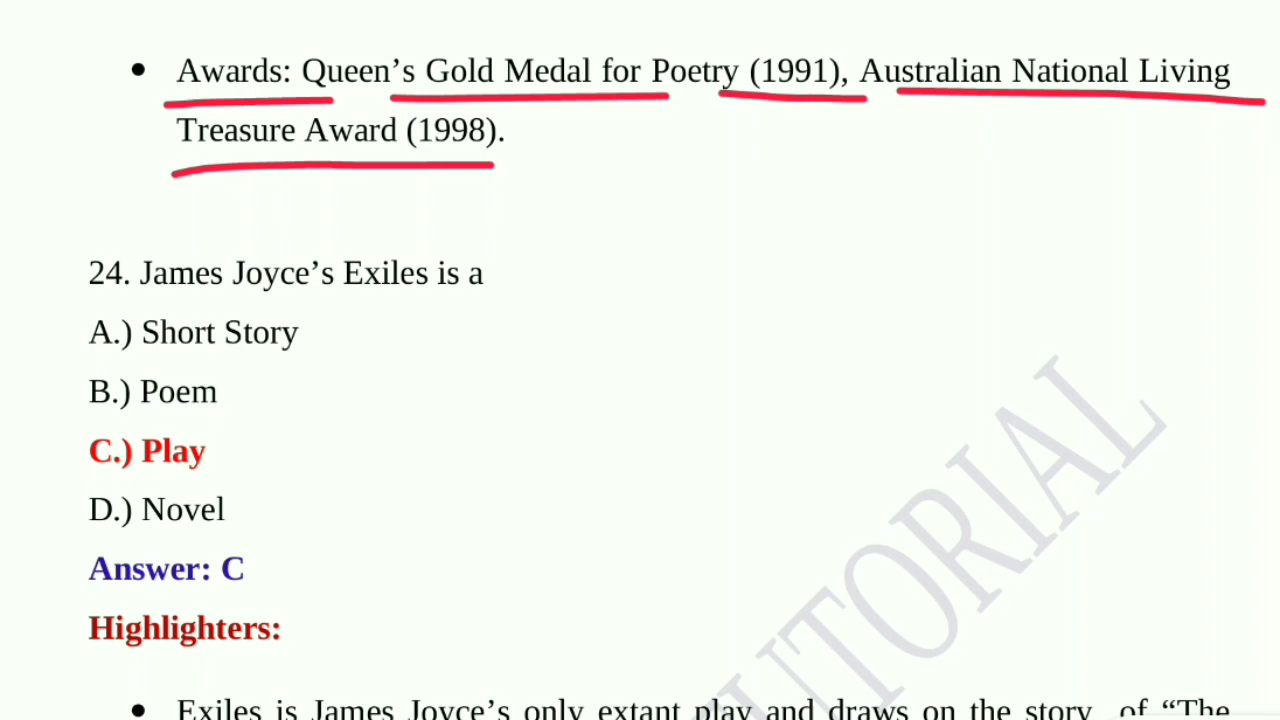 • Awards: Queen’s Gold Medal for Poetry (1991), Australian National Living
Treasure Award (1998).
24. James Joyce’s Exiles is a
A.) Short Story
B.) Poem
C.) Play
D.) Novel
Answer: C
Highlighters:
• Exiles is James Joyce’s only extant play and draws on the story of “The
UTORIAL